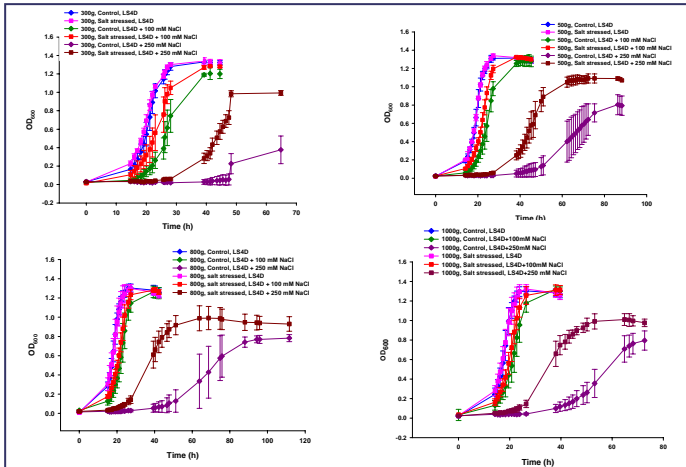 300g, Control, LS4D
300g, Salt stressed, LS4D
300g, Control, LS4D + 100 mM NaCl
300g, Salt stressed, LS4D + 100 mM NaCl
300g, Control, LS4D + 250 mM NaCl
300g, Salt stressed, LS4D + 250 mM NaCl
OD600
1.6
1.4
1.2
1.0
0.8
0.6
0.4
0.2
0.0
-0.2
0 10 20 30 40 50 60 70
Time (h)
500g, Control, LS4D
500g, Salt stressed, LS4D
500g, Control, LS4D + 100 mM NaCl
500g, Salt stressed, LS4D + 100 mM NaCl
500g, Control, LS4D + 250 mM NaCl
500g, Salt stressed, LS4D + 250 mM NaCl
OD600
1.6
1.4
1.2
1.0
0.8
0.6
0.4
0.2
0.0
-0.2
0 20 40 60 80 100
Time (h)
800g, Control, LS4D
800g, Control, LS4D + 100 mM NaCl
800g, Control, LS4D + 250 mM NaCl
800g, salt stressed, LS4D
800g, salt stressed, LS4D + 100 mM NaCl
800g, salt stressed, LS4D + 250 mM NaCl
OD600
1.6
1.4
1.2
1.0
0.8
0.6
0.4
0.2
0.0
-0.2
0 20 40 60 80 100 120
Time (h)
1000g, Control, LS4D
1000g, Control, LS4D+100mM NaCl
1000g, Control, LS4D+250mM NaCl
1000g, Salt stressed, LS4D
1000g, Salt stressed, LS4D+100mM NaCl
1000g, Salt stressedl, LS4D+250 mM NaCl
OD600
1.6
1.4
1.2
1.0
0.8
0.6
0.4
0.2
0.0
-0.2
0 20 40 60 80
Time (h)